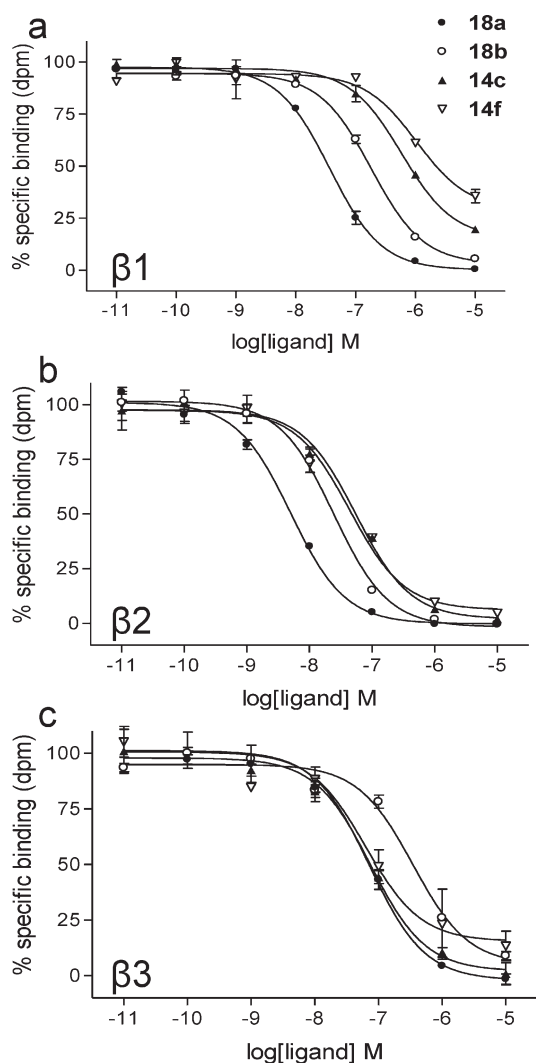 a
18a
18b
14c
14f
% specific binding (dpm)
100
75
50
25
0
β1
-11 -10 -9 -8 -7 -6 -5
log[ligand] M
b
% specific binding (dpm)
100
75
50
25
0
β2
-11 -10 -9 -8 -7 -6 -5
log[ligand] M
c
% specific binding (dpm)
100
75
50
25
0
β3
-11 -10 -9 -8 -7 -6 -5
log[ligand] M